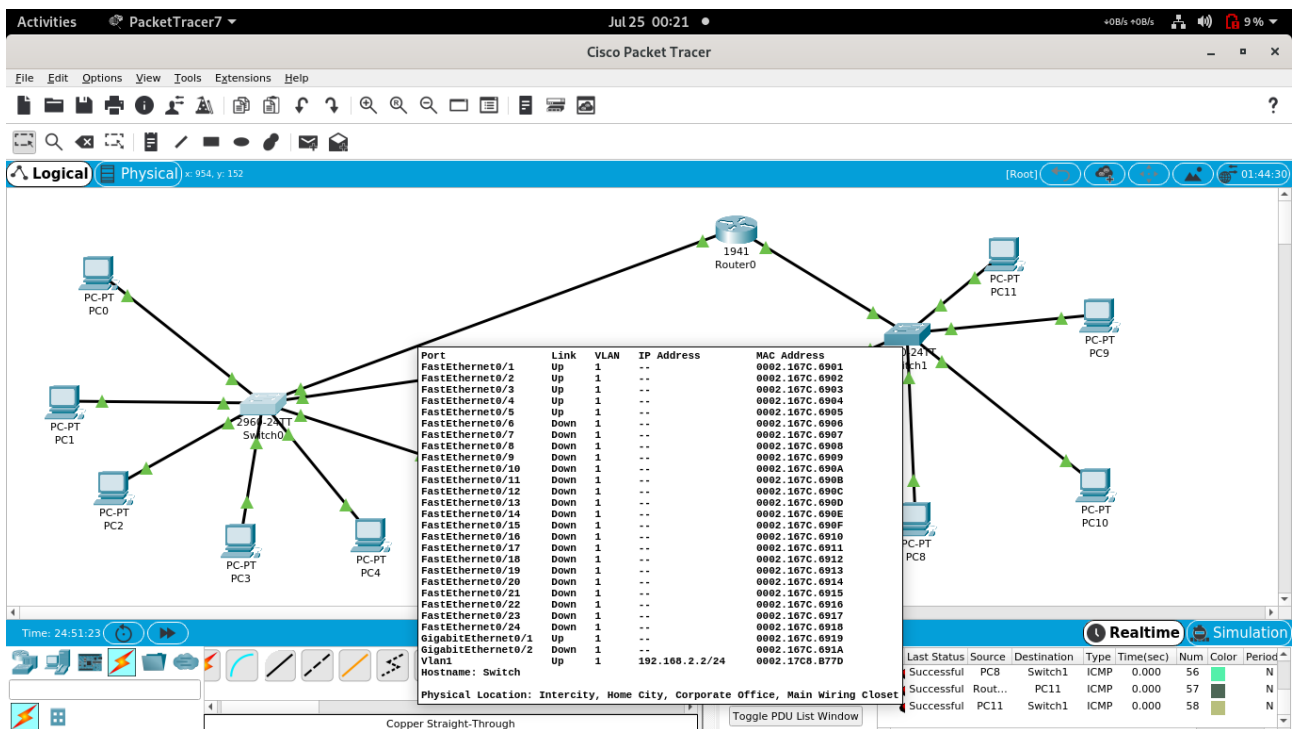 Activities PacketTracer7 Jul 25 00:21 +0B/s +0B/s 9%
Cisco Packet Tracer
File Edit Options View Tools Extensions Help
?
Logical Physical x: 954, y: 152 [Root] 01:44:30
1941
Router0
PC-PT
PC0
PC-PT
PC11
PC-PT
PC9
PC-PT
PC1
2960-24TT
Switch0
PC-PT
PC2
PC-PT
PC3
PC-PT
PC4
PC-PT
PC8
PC-PT
PC10
Port Link VLAN IP Address MAC Address
FastEthernet0/1 Up 1 -- 0002.167C.6901
FastEthernet0/2 Up 1 -- 0002.167C.6902
FastEthernet0/3 Up 1 -- 0002.167C.6903
FastEthernet0/4 Up 1 -- 0002.167C.6904
FastEthernet0/5 Up 1 -- 0002.167C.6905
FastEthernet0/6 Down 1 -- 0002.167C.6906
FastEthernet0/7 Down 1 -- 0002.167C.6907
FastEthernet0/8 Down 1 -- 0002.167C.6908
FastEthernet0/9 Down 1 -- 0002.167C.6909
FastEthernet0/10 Down 1 -- 0002.167C.690A
FastEthernet0/11 Down 1 -- 0002.167C.690B
FastEthernet0/12 Down 1 -- 0002.167C.690C
FastEthernet0/13 Down 1 -- 0002.167C.690D
FastEthernet0/14 Down 1 -- 0002.167C.690E
FastEthernet0/15 Down 1 -- 0002.167C.690F
FastEthernet0/16 Down 1 -- 0002.167C.6910
FastEthernet0/17 Down 1 -- 0002.167C.6911
FastEthernet0/18 Down 1 -- 0002.167C.6912
FastEthernet0/19 Down 1 -- 0002.167C.6913
FastEthernet0/20 Down 1 -- 0002.167C.6914
FastEthernet0/21 Down 1 -- 0002.167C.6915
FastEthernet0/22 Down 1 -- 0002.167C.6916
FastEthernet0/23 Down 1 -- 0002.167C.6917
FastEthernet0/24 Down 1 -- 0002.167C.6918
GigabitEthernet0/1 Up 1 -- 0002.167C.6919
GigabitEthernet0/2 Down 1 -- 0002.167C.691A
Vlan1 Up 1 192.168.2.2/24 0002.17C8.B77D
Hostname: Switch
Physical Location: Intercity, Home City, Corporate Office, Main Wiring Closet
Time: 24:51:23 Realtime Simulation
Last Status Source Destination Type Time(sec) Num Color Period
Successful PC8 Switch1 ICMP 0.000 56 N
Successful Rout... PC11 ICMP 0.000 57 N
Successful PC11 Switch1 ICMP 0.000 58 N
Toggle PDU List Window
Copper Straight-Through